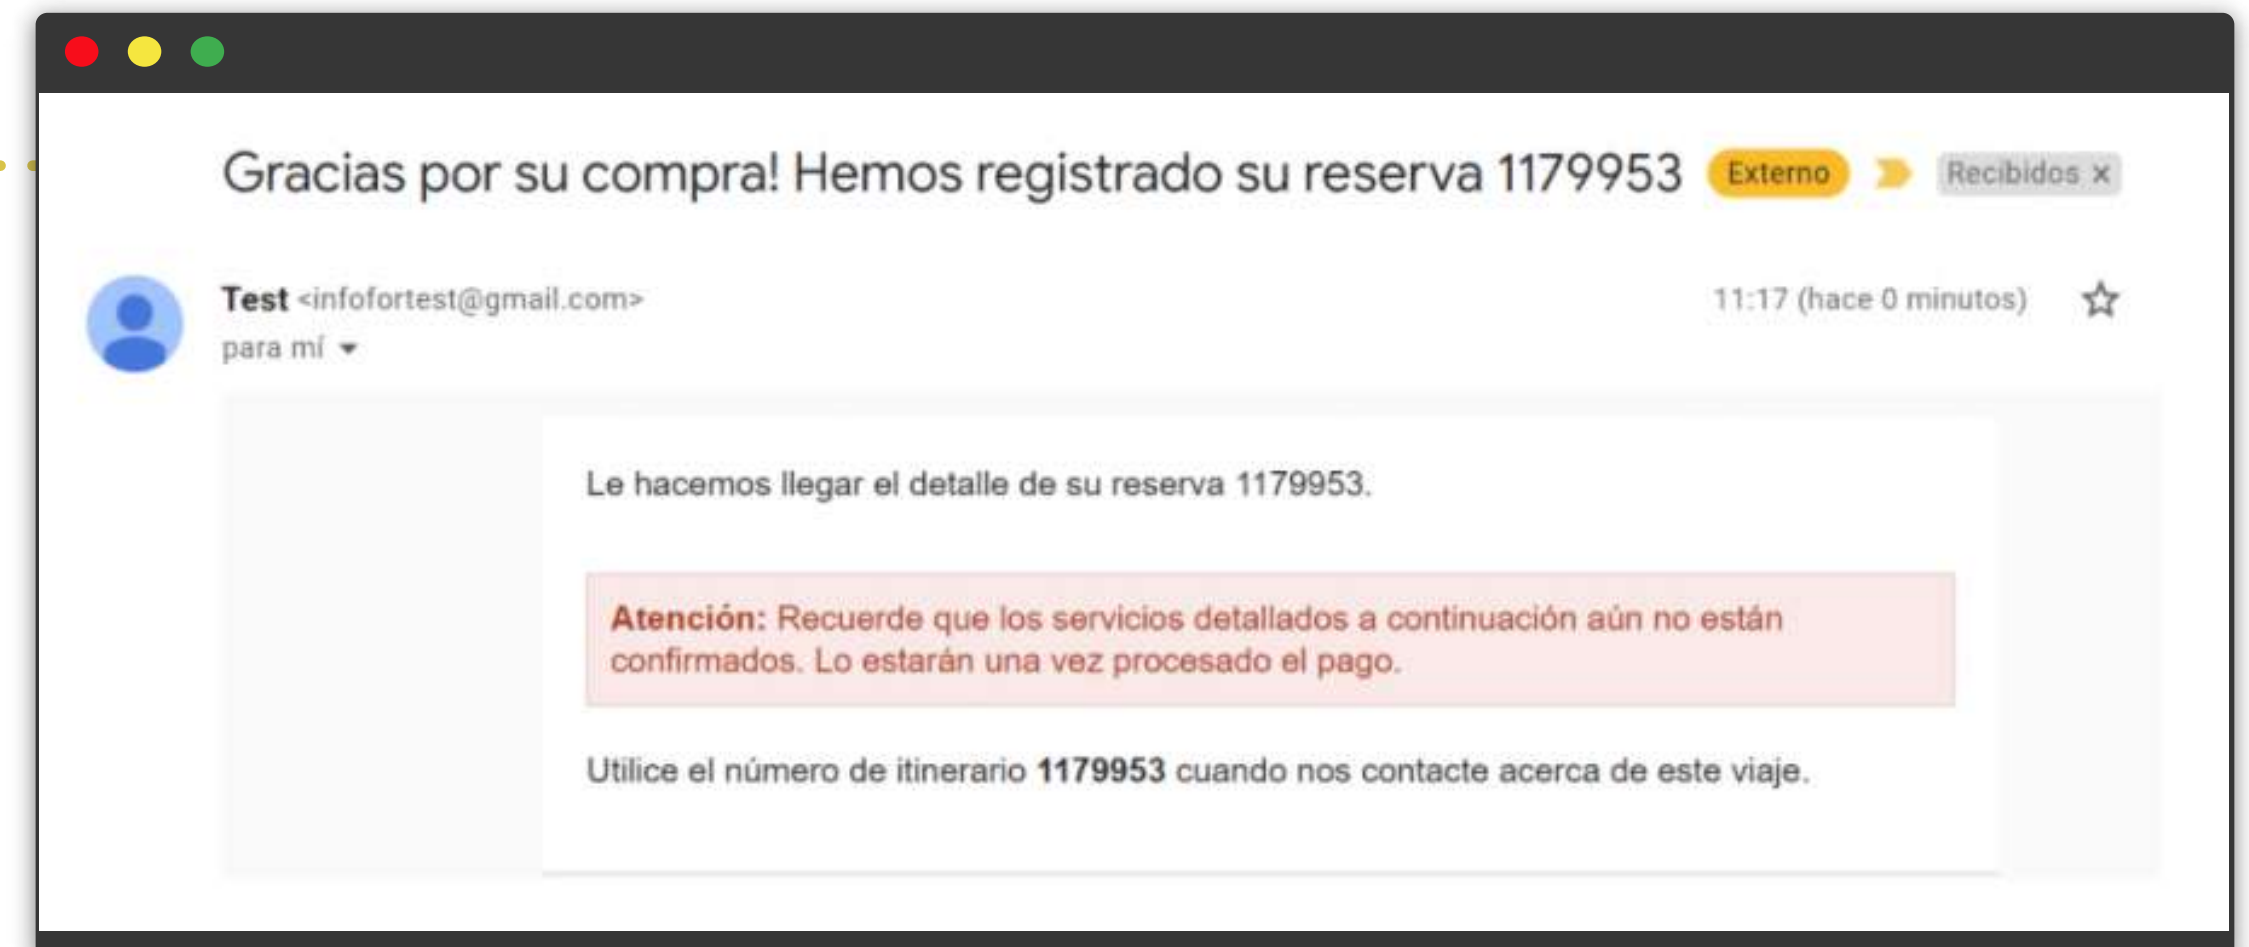 Gracias por su compra! Hemos registrado su reserva 1179953 Externo Recibidos x
Test <infofortest@gmail.com> 11:17 (hace 0 minutos)
para mí
Le hacemos llegar el detalle de su reserva 1179953.
Atención: Recuerde que los servicios detallados a continuación aún no están
confirmados. Lo estarán una vez procesado el pago.
Utilice el número de itinerario 1179953 cuando nos contacte acerca de este viaje.